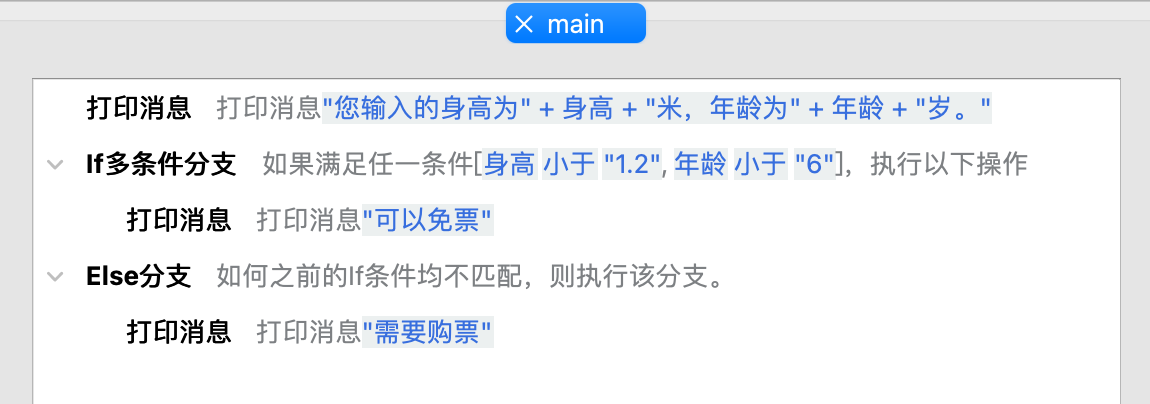 main
打印消息 打印消息"您输入的身高为" + 身高 + "米，年龄为" + 年龄 + "岁。"
If多条件分支 如果满足任一条件[身高 小于 "1.2", 年龄 小于 "6"]，执行以下操作
打印消息 打印消息"可以免票"
Else分支 如何之前的If条件均不匹配，则执行该分支。
打印消息 打印消息"需要购票"